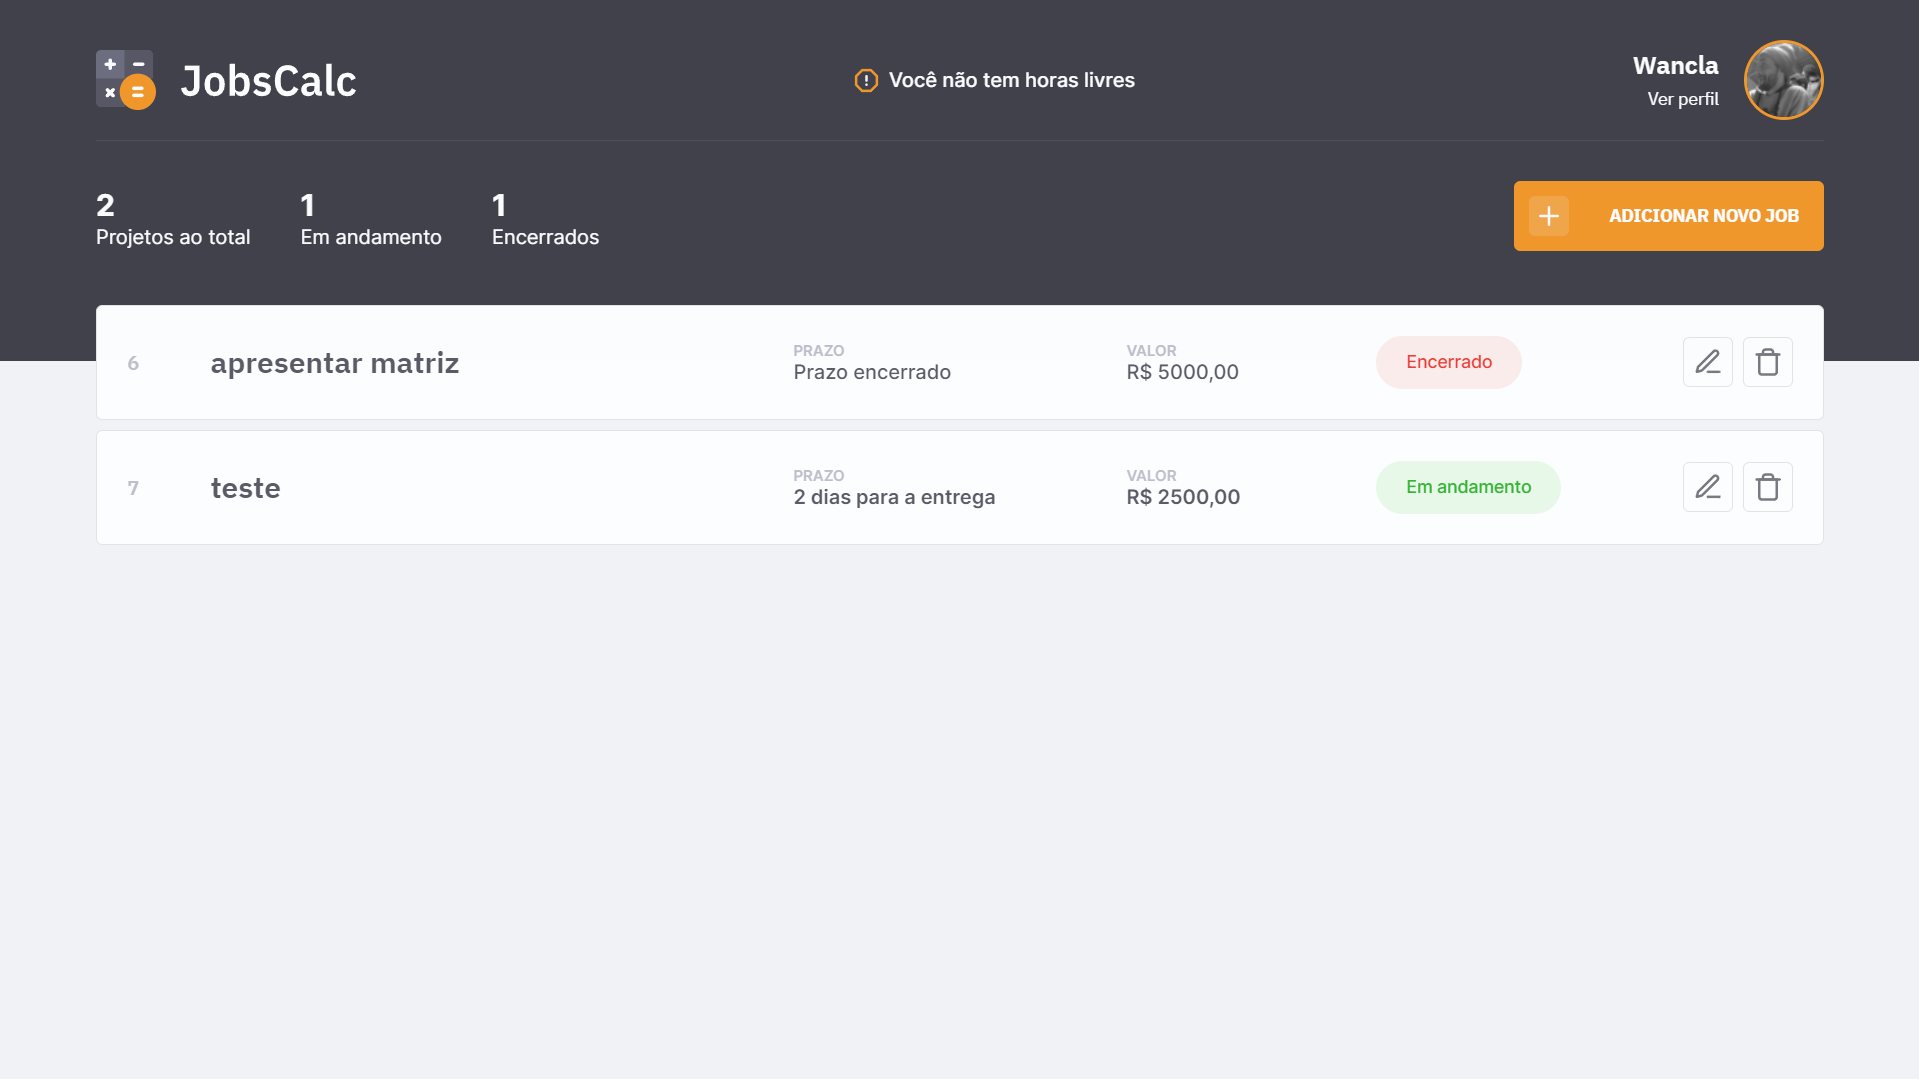 JobsCalc
Você não tem horas livres
Wancla
Ver perfil
2
Projetos ao total
1
Em andamento
1
Encerrados
ADICIONAR NOVO JOB
6
apresentar matriz
PRAZO
Prazo encerrado
VALOR
R$ 5000,00
Encerrado
7
teste
PRAZO
2 dias para a entrega
VALOR
R$ 2500,00
Em andamento